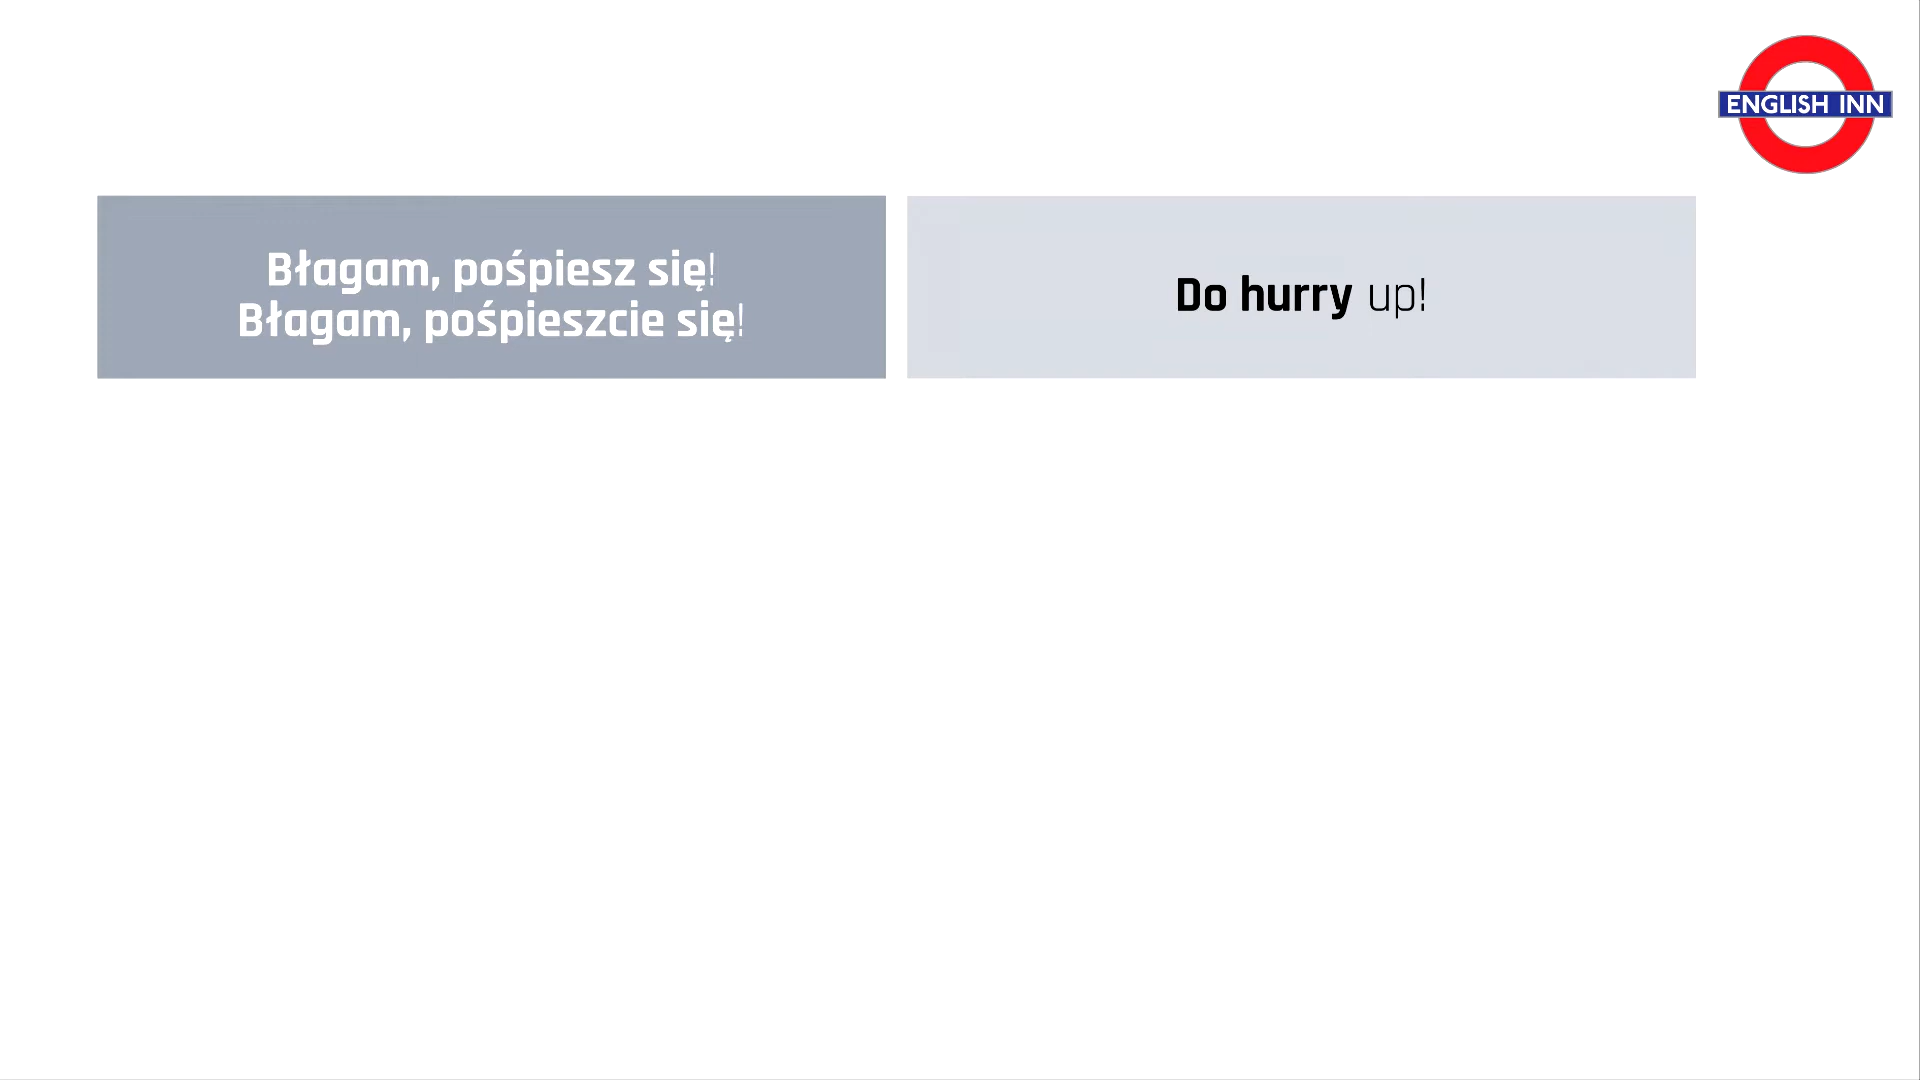 ENGLISH INN
Błagam, pośpiesz się!
Błagam, pośpieszcie się!
Do hurry up!